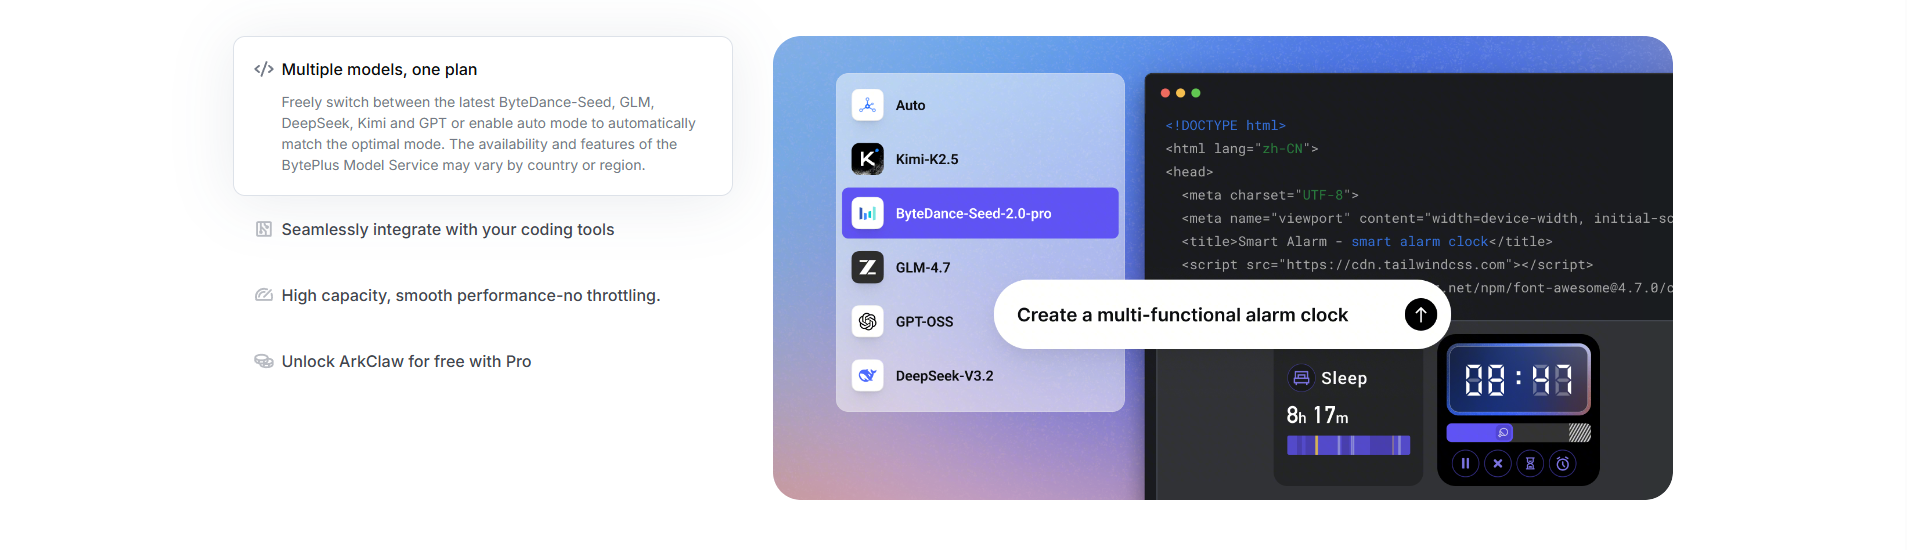 Multiple models, one plan
Freely switch between the latest ByteDance-Seed, GLM,
DeepSeek, Kimi and GPT or enable auto mode to automatically
match the optimal mode. The availability and features of the
BytePlus Model Service may vary by country or region.
Seamlessly integrate with your coding tools
High capacity, smooth performance-no throttling.
Unlock ArkClaw for free with Pro
Auto
Kimi-K2.5
ByteDance-Seed-2.0-pro
GLM-4.7
GPT-OSS
DeepSeek-V3.2
<!DOCTYPE html>
<html lang="zh-CN">
<head>
<meta charset="UTF-8">
<meta name="viewport" content="width=device-width, initial-sc
<title>Smart Alarm - smart alarm clock</title>
<script src="https://cdn.tailwindcss.com"></script>
.net/npm/font-awesome@4.7.0/c
Create a multi-functional alarm clock
Sleep
8h 17m
08:47